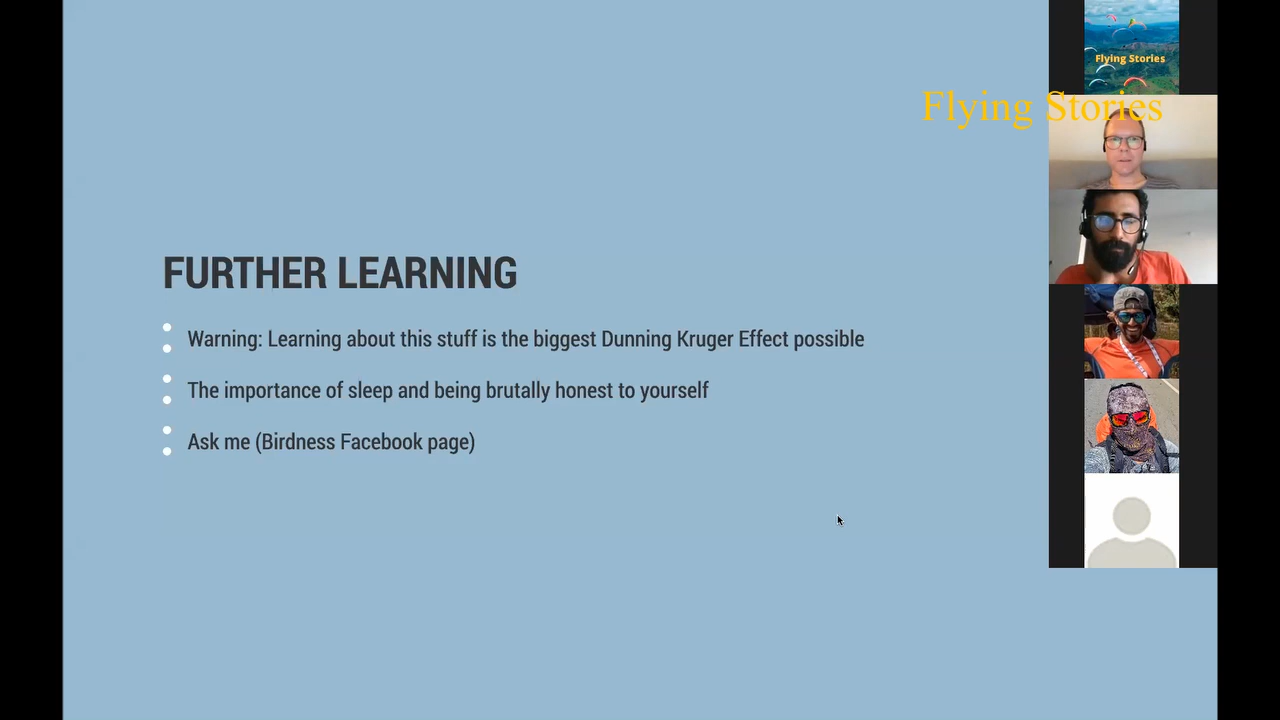 Flying Stories
Flying Stories
FURTHER LEARNING
Warning: Learning about this stuff is the biggest Dunning Kruger Effect possible
The importance of sleep and being brutally honest to yourself
Ask me (Birdness Facebook page)